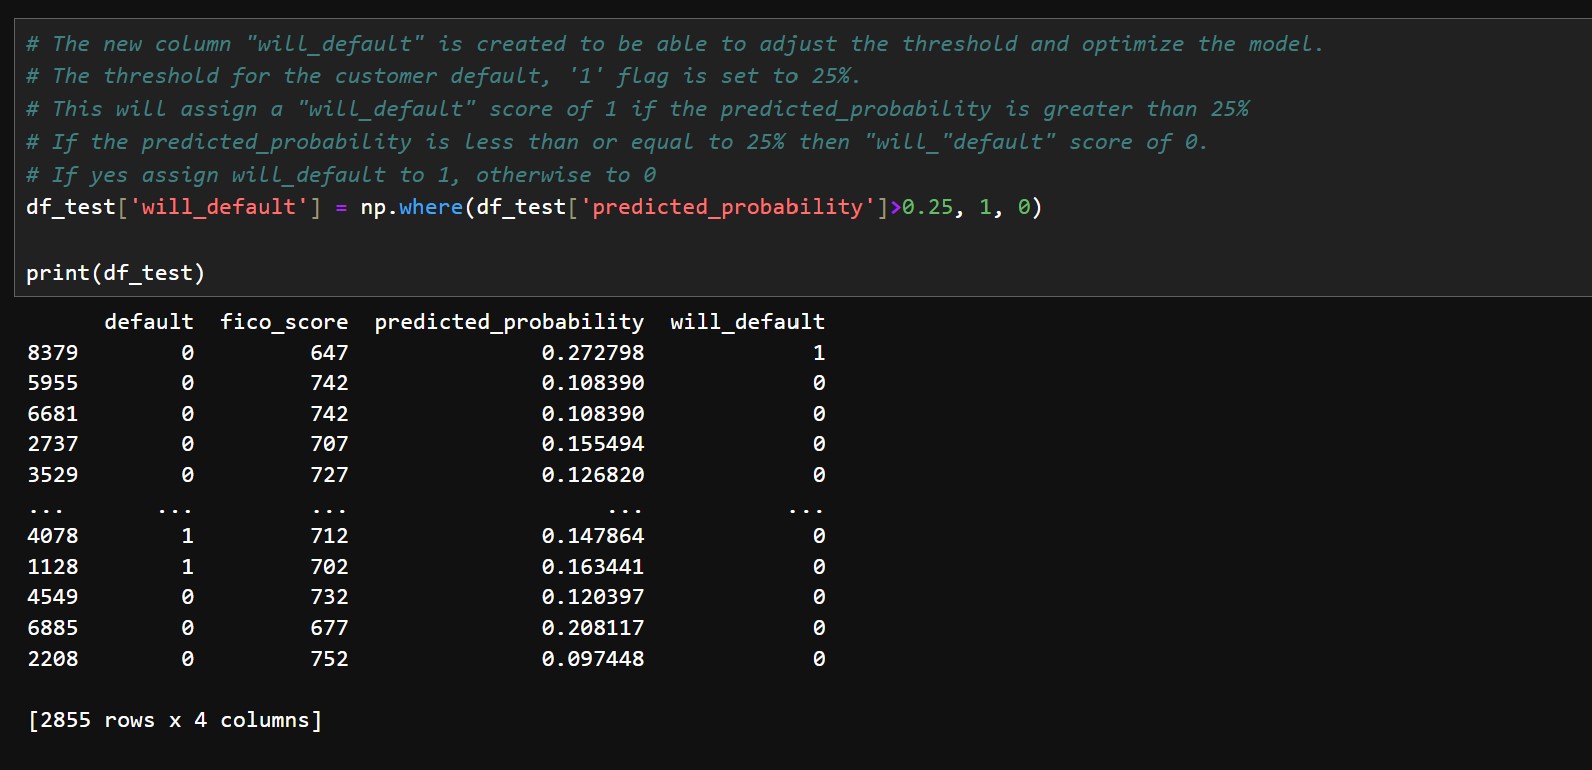 # The new column "will_default" is created to be able to adjust the threshold and optimize the model.
# The threshold for the customer default, '1' flag is set to 25%.
# This will assign a "will_default" score of 1 if the predicted_probability is greater than 25%
# If the predicted_probability is less than or equal to 25% then "will_"default" score of 0.
# If yes assign will_default to 1, otherwise to 0
df_test['will_default'] = np.where(df_test['predicted_probability']>0.25, 1, 0)
print(df_test)
default fico_score predicted_probability will_default
8379 0 647 0.272798 1
5955 0 742 0.108390 0
6681 0 742 0.108390 0
2737 0 707 0.155494 0
3529 0 727 0.126820 0
... ... ... ... ...
4078 1 712 0.147864 0
1128 1 702 0.163441 0
4549 0 732 0.120397 0
6885 0 677 0.208117 0
2208 0 752 0.097448 0
[2855 rows x 4 columns]